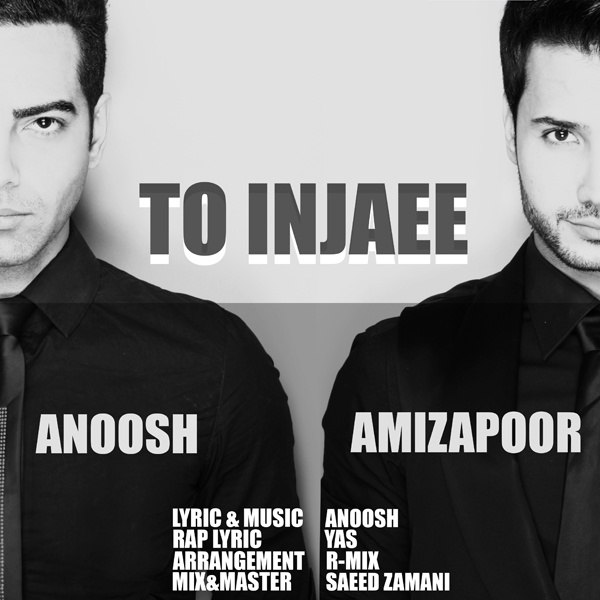 TO INJAEE
ANOOSH AMIZAPOOR
LYRIC & MUSIC ANOOSH
RAP LYRIC YAS
ARRANGEMENT R-MIX
MIX&MASTER SAEED ZAMANI